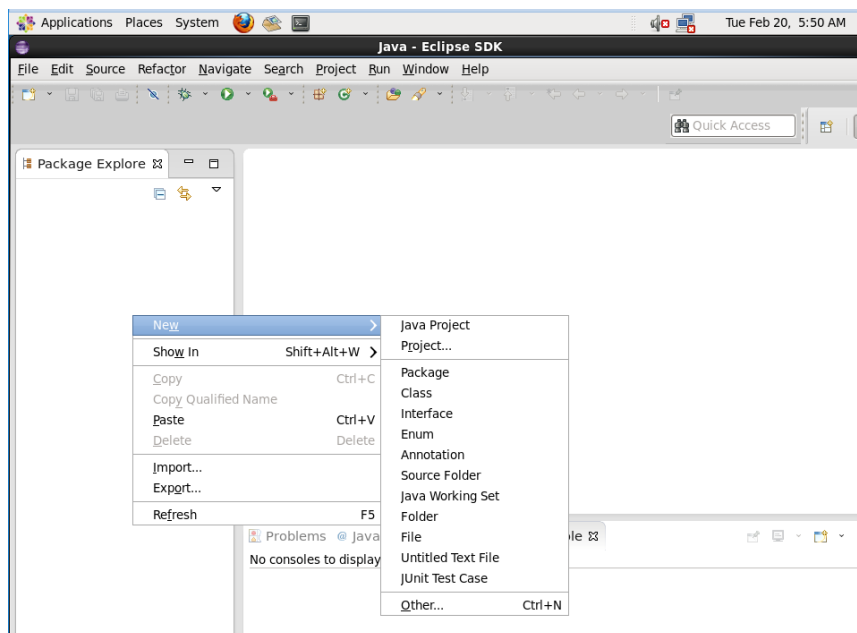 Applications Places System Tue Feb 20, 5:50 AM
Java - Eclipse SDK
File Edit Source Refactor Navigate Search Project Run Window Help
Quick Access
Package Explore
New
Show In Shift+Alt+W
Copy Ctrl+C
Copy Qualified Name
Paste Ctrl+V
Delete Delete
Import...
Export...
Refresh F5
Java Project
Project...
Package
Class
Interface
Enum
Annotation
Source Folder
Java Working Set
Folder
File
Untitled Text File
JUnit Test Case
Other... Ctrl+N
Problems @ Java le
No consoles to display